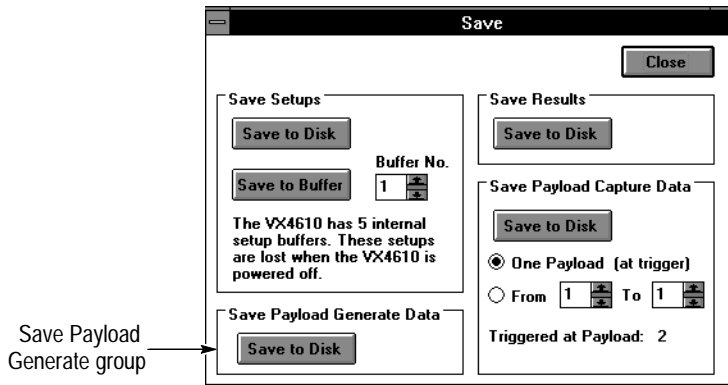 Save
Close
Save Setups
Save to Disk
Save to Buffer
Buffer No.
1
The VX4610 has 5 internal
setup buffers. These setups
are lost when the VX4610 is
powered off.
Save Payload Generate Data
Save to Disk
Save Results
Save to Disk
Save Payload Capture Data
Save to Disk
One Payload (at trigger)
From 1 To 1
Triggered at Payload: 2
Save Payload
Generate group